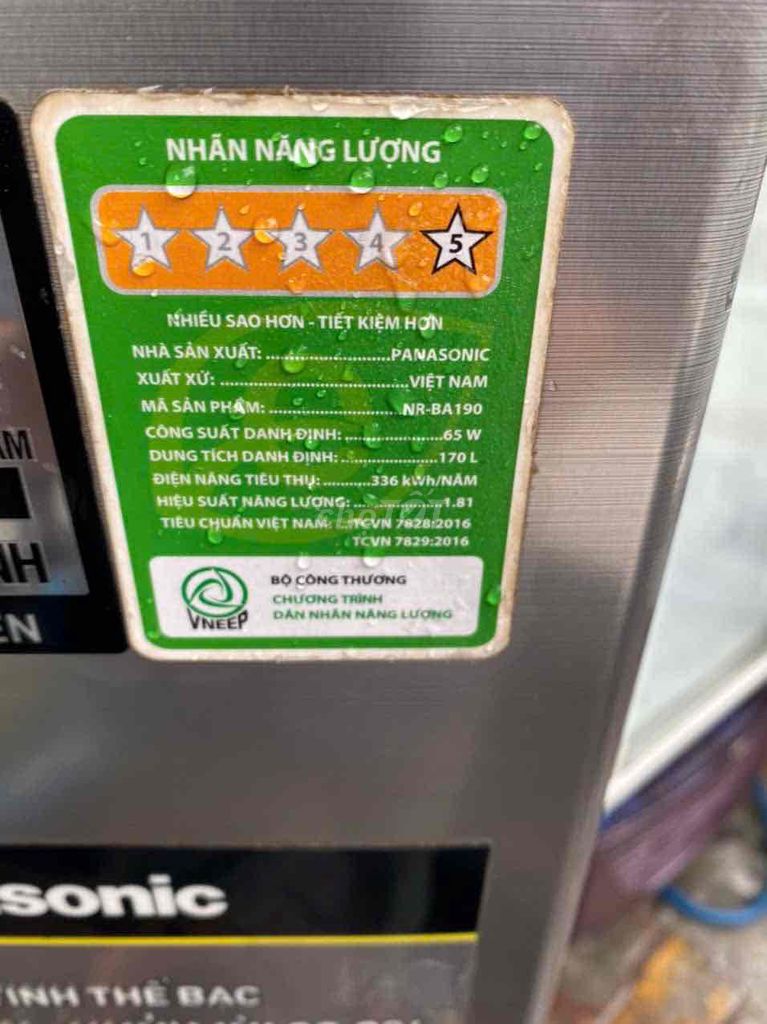 NHÃN NĂNG LƯỢNG
1 2 3 4 5
NHIỀU SAO HƠN - TIẾT KIỆM HƠN
NHÀ SẢN XUẤT: ........................PANASONIC
XUẤT XỨ: ....................................VIỆT NAM
MÃ SẢN PHẨM: .........................NR-BA190
CÔNG SUẤT DANH ĐỊNH: ....................65 W
DUNG TÍCH DANH ĐỊNH: ....................170 L
ĐIỆN NĂNG TIÊU THỤ: ..........336 kWh/NĂM
HIỆU SUẤT NĂNG LƯỢNG: ..................1.81
TIÊU CHUẨN VIỆT NAM: TCVN 7828:2016
TCVN 7829:2016
chợTỐT
BỘ CÔNG THƯƠNG
CHƯƠNG TRÌNH
DÁN NHÃN NĂNG LƯỢNG
VNEEP
sonic
TINH THỂ BẠC